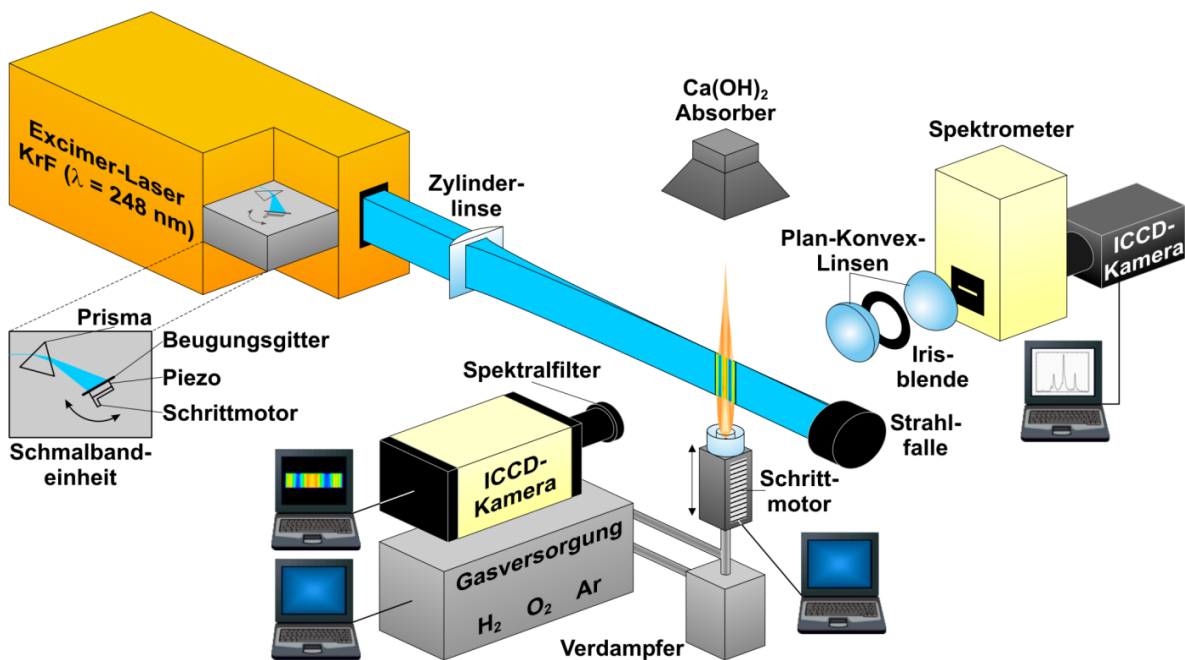 Excimer-Laser
KrF (λ = 248 nm)
Zylinder-
linse
Ca(OH)₂
Absorber
Spektrometer
ICCD-
Kamera
Plan-Konvex-
Linsen
Iris-
blende
Prisma
Beugungsgitter
Piezo
Schrittmotor
Schmalband-
einheit
Spektralfilter
ICCD-
Kamera
Strahl-
falle
Schritt-
motor
Gasversorgung
H₂ O₂ Ar
Verdampfer